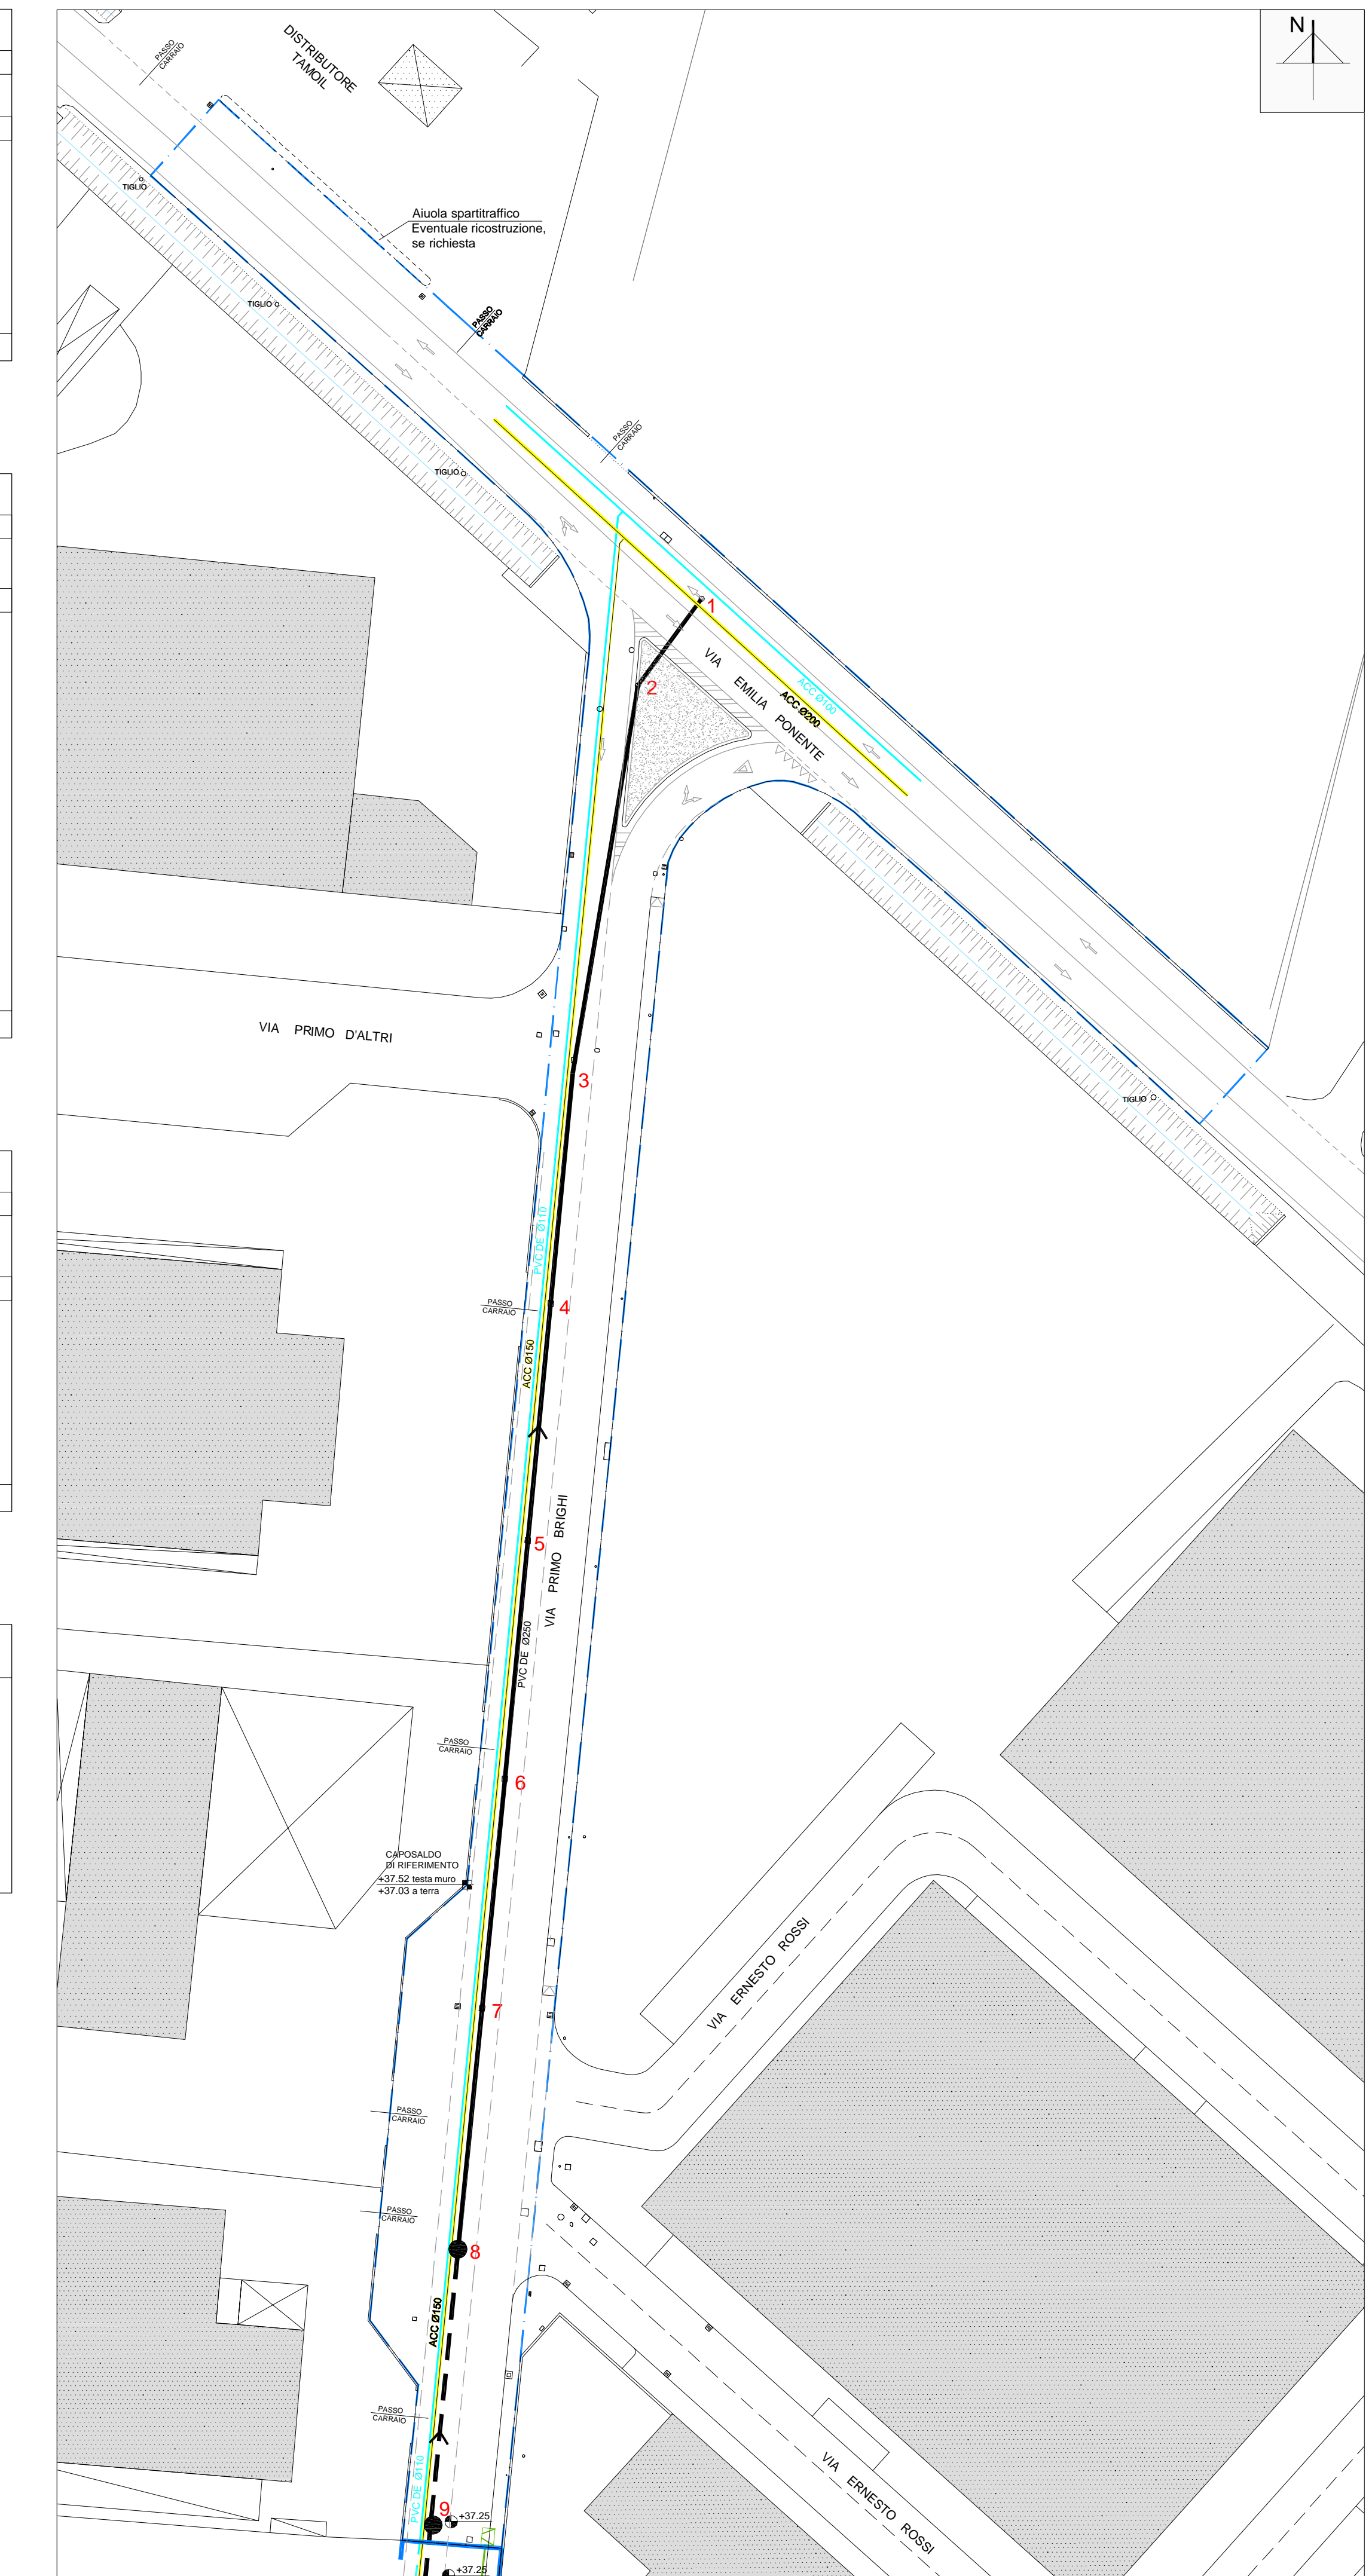 N
PASSO
CARRAIO
DISTRIBUTORE
TAMOIL
TIGLIO
Aiuola spartitraffico
Eventuale ricostruzione,
se richiesta
TIGLIO
PASSO
CARRAIO
PASSO
CARRAIO
TIGLIO
1
2
VIA EMILIA PONENTE
ACC Ø100
ACC Ø200
VIA PRIMO D'ALTRI
3
TIGLIO
PVC DE Ø110
PASSO
CARRAIO
4
ACC Ø150
5
VIA PRIMO BRIGHI
PVC DE Ø250
PASSO
CARRAIO
6
CAPOSALDO
DI RIFERIMENTO
+37.52 testa muro
+37.03 a terra
VIA ERNESTO ROSSI
7
PASSO
CARRAIO
PASSO
CARRAIO
8
ACC Ø150
PASSO
CARRAIO
PVC DE Ø110
VIA ERNESTO ROSSI
9
+37.25
+37.25